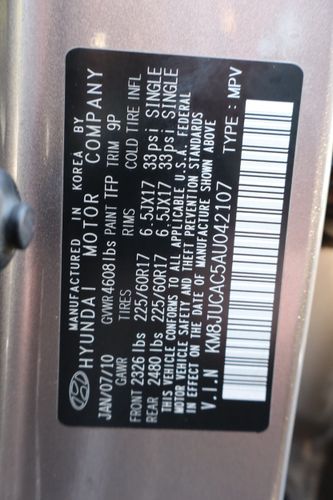 MANUFACTURED IN KOREA BY
HYUNDAI MOTOR COMPANY
JAN/07/10 GVWR 4608lbs PAINT TFP TRIM 9P
GAWR TIRES RIMS COLD TIRE INFL
FRONT 2326 lbs 225/60R17 6.5JX17 33psi SINGLE
REAR 2480 lbs 225/60R17 6.5JX17 33psi SINGLE
THIS VEHICLE CONFORMS TO ALL APPLICABLE U.S.A. FEDERAL
MOTOR VEHICLE SAFETY AND THEFT PREVENTION STANDARDS
IN EFFECT ON THE DATE OF MANUFACTURE SHOWN ABOVE
V.I.N KM8JUCAC5AU042107 TYPE: MPV